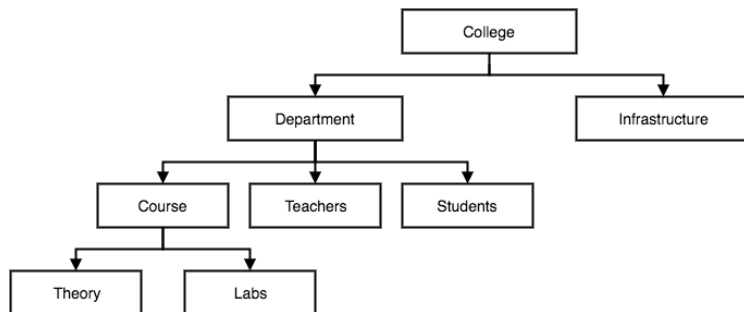 College
Department
Infrastructure
Course
Teachers
Students
Theory
Labs